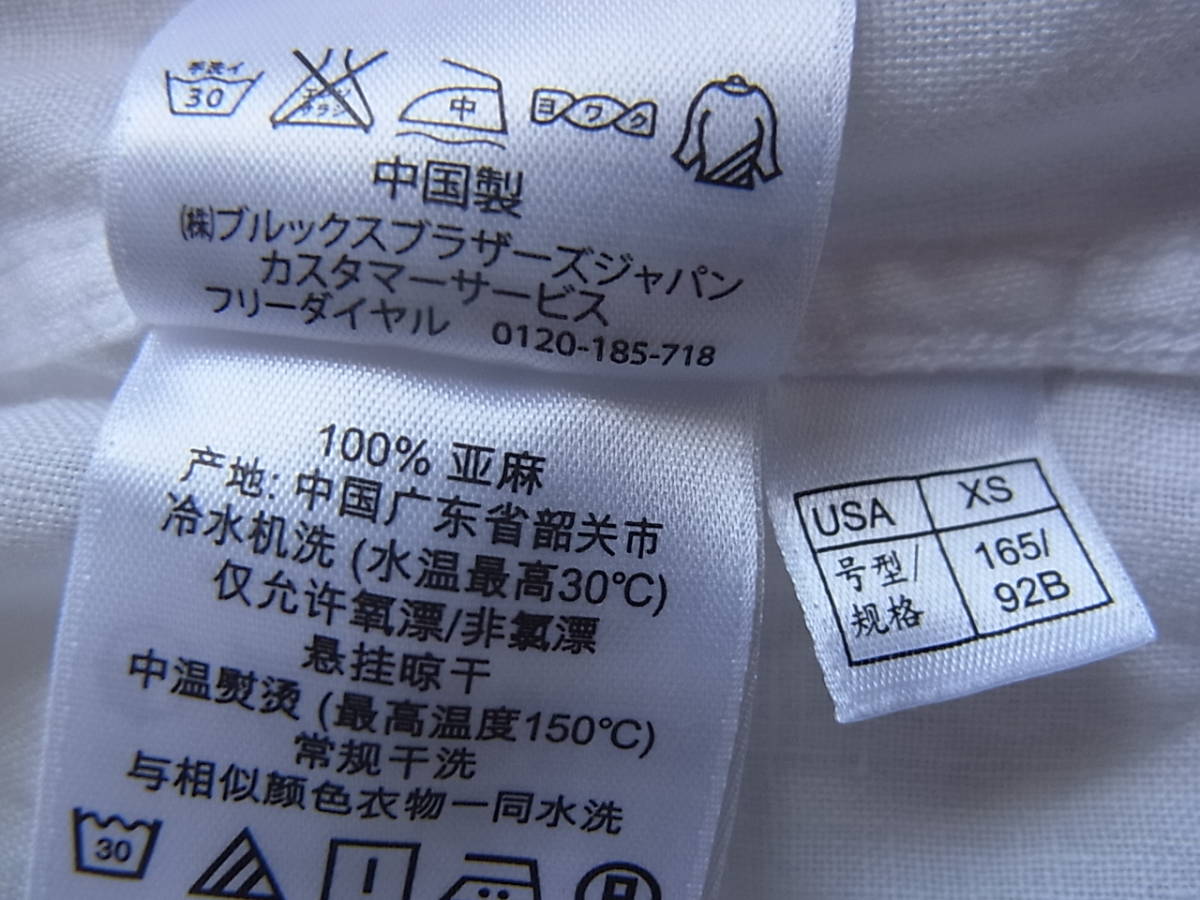 手洗イ
30
エンソ
サラシ
中
ヨワク
中国製
㈱ブルックスブラザーズジャパン
カスタマーサービス
フリーダイヤル 0120-185-718
100% 亚麻
产地: 中国广东省韶关市
冷水机洗 (水温最高30℃)
仅允许氧漂/非氯漂
悬挂晾干
中温熨烫 (最高温度150℃)
常规干洗
与相似颜色衣物一同水洗
30
USA XS
号型/规格 165/92B